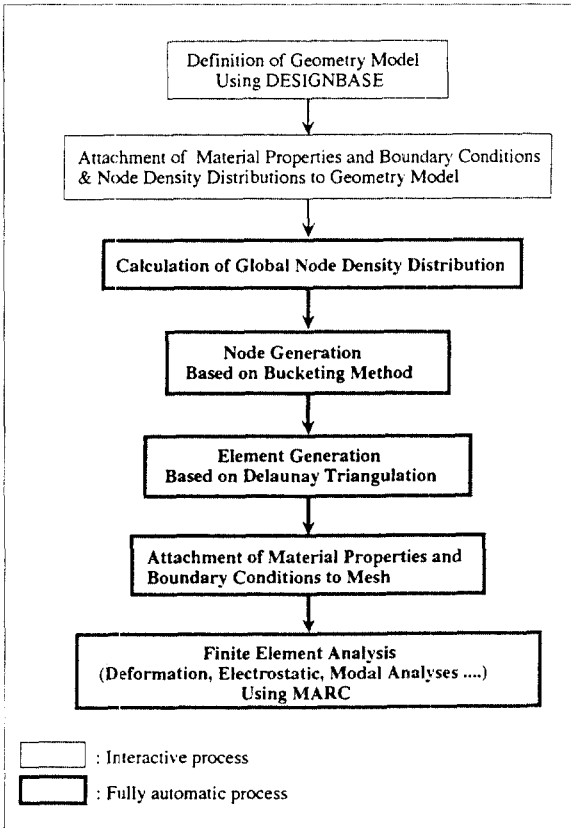 Definition of Geometry Model
Using DESIGNBASE
Attachment of Material Properties and Boundary Conditions
& Node Density Distributions to Geometry Model
Calculation of Global Node Density Distribution
Node Generation
Based on Bucketing Method
Element Generation
Based on Delaunay Triangulation
Attachment of Material Properties and
Boundary Conditions to Mesh
Finite Element Analysis
(Deformation, Electrostatic, Modal Analyses ....)
Using MARC
: Interactive process
: Fully automatic process